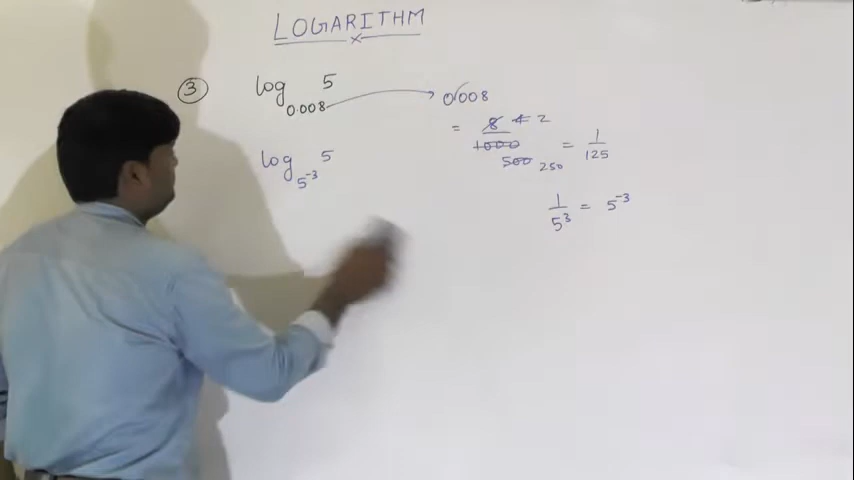 LOGARITHM
x
③ log 0.008 5 → 0.008
= 8 4 2 / 1000 500 250 = 1/125
log 5⁻³ 5
1/5³ = 5⁻³